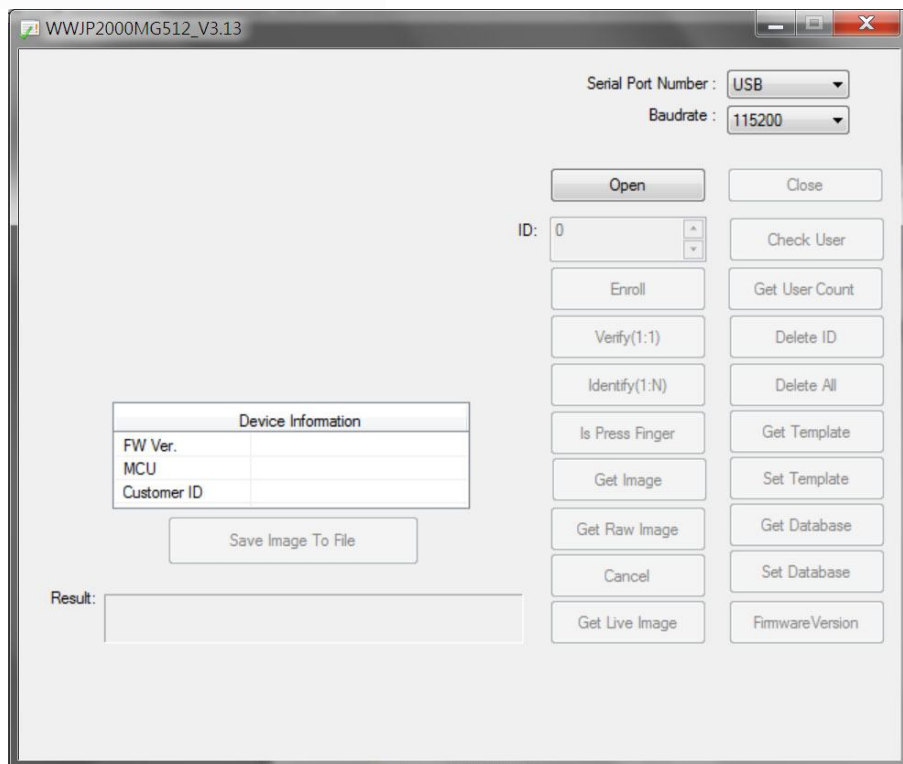 WWJP2000MG512_V3.13
Serial Port Number : USB
Baudrate : 115200
Open Close
ID: 0 Check User
Enroll Get User Count
Verify(1:1) Delete ID
Identify(1:N) Delete All
Device Information
FW Ver.
MCU
Customer ID
Is Press Finger Get Template
Get Image Set Template
Save Image To File
Get Raw Image Get Database
Cancel Set Database
Result:
Get Live Image FirmwareVersion